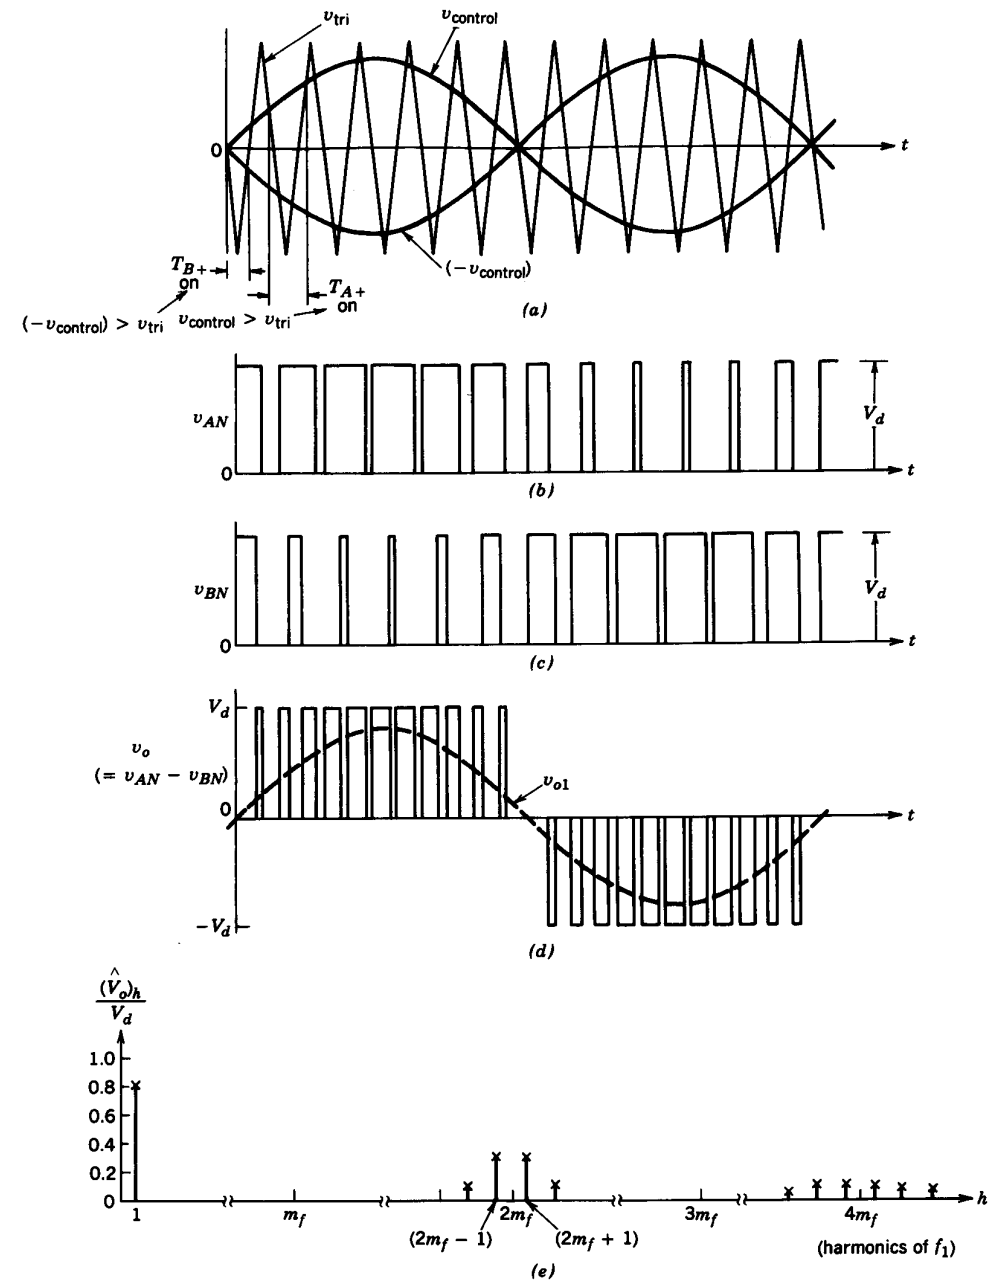 v_tri
v_control
0
t
(-v_control)
T_B+
on
T_A+
on
(-v_control) > v_tri
v_control > v_tri
(a)
v_AN
V_d
0
t
(b)
v_BN
V_d
0
t
(c)
V_d
v_o
(= v_AN - v_BN)
v_o1
0
t
-V_d
(d)
(V̂_o)_h
V_d
1.0
0.8
0.6
0.4
0.2
0
1
m_f
2m_f
3m_f
4m_f
h
(2m_f - 1)
(2m_f + 1)
(harmonics of f_1)
(e)